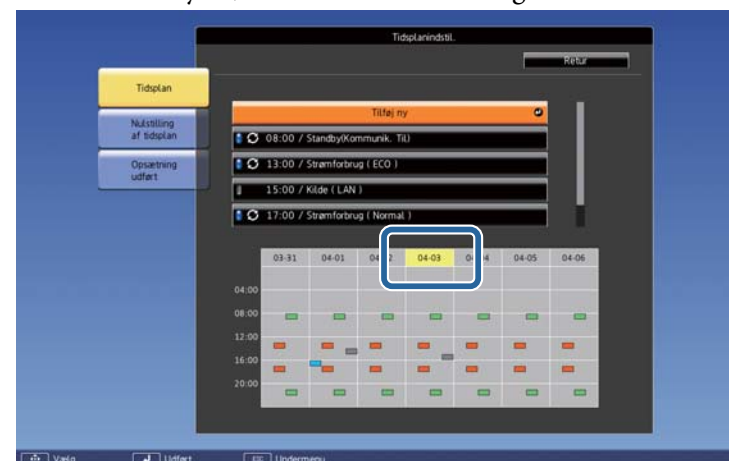 Tidsplanindstil.
Retur
Tidsplan
Nulstilling
af tidsplan
Opsætning
udført
Tilføj ny
08:00 / Standby(Kommunik. Til)
13:00 / Strømforbrug ( ECO )
15:00 / Kilde ( LAN )
17:00 / Strømforbrug ( Normal )
03-31 04-01 04-03 04-05 04-06
04:00
08:00
12:00
16:00
20:00
Vælg Udført Undermenu